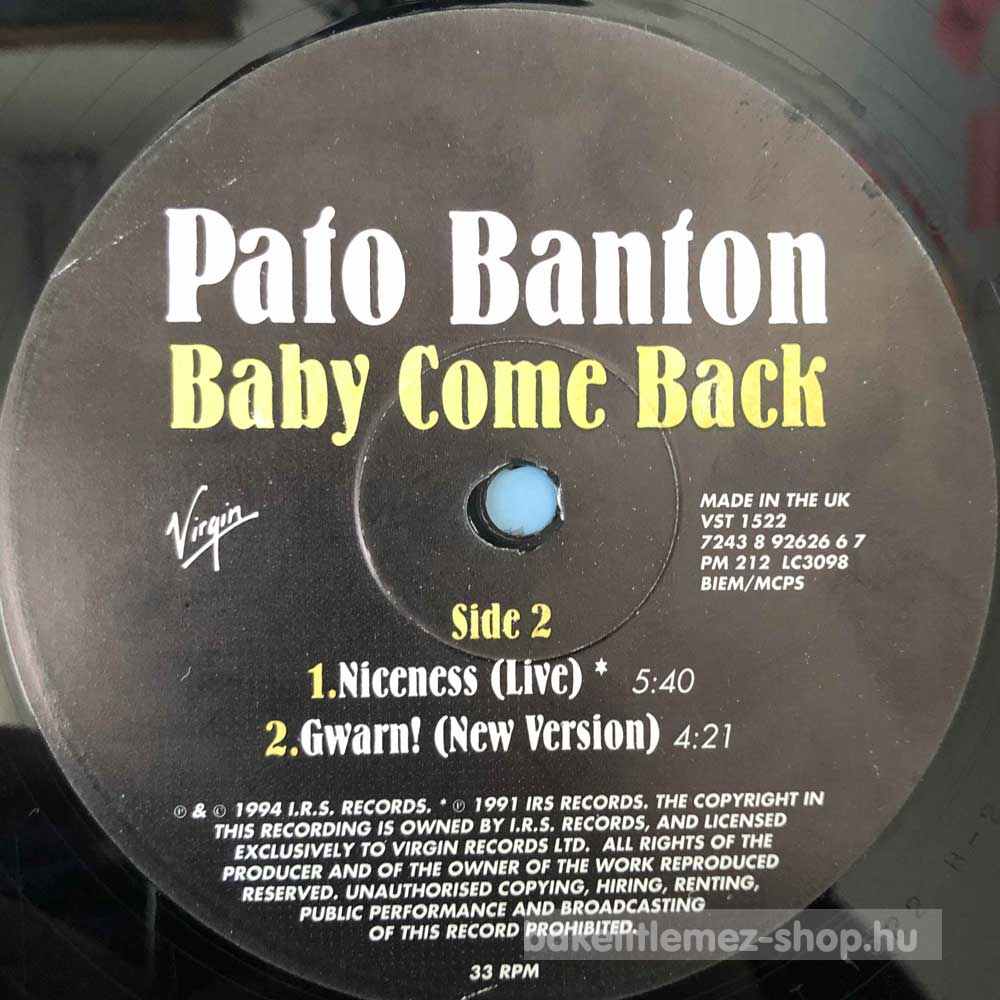 Pato Banton
Baby Come Back
Virgin
MADE IN THE UK
VST 1522
7243 8 92626 6 7
PM 212 LC3098
BIEM/MCPS
Side 2
1.Niceness (Live) * 5:40
2.Gwarn! (New Version) 4:21
℗ & © 1994 I.R.S. RECORDS. * ℗ 1991 IRS RECORDS. THE COPYRIGHT IN
THIS RECORDING IS OWNED BY I.R.S. RECORDS, AND LICENSED
EXCLUSIVELY TO VIRGIN RECORDS LTD. ALL RIGHTS OF THE
PRODUCER AND OF THE OWNER OF THE WORK REPRODUCED
RESERVED. UNAUTHORISED COPYING, HIRING, RENTING,
PUBLIC PERFORMANCE AND BROADCASTING
OF THIS RECORD PROHIBITED.
bakelitlemez-shop.hu
33 RPM